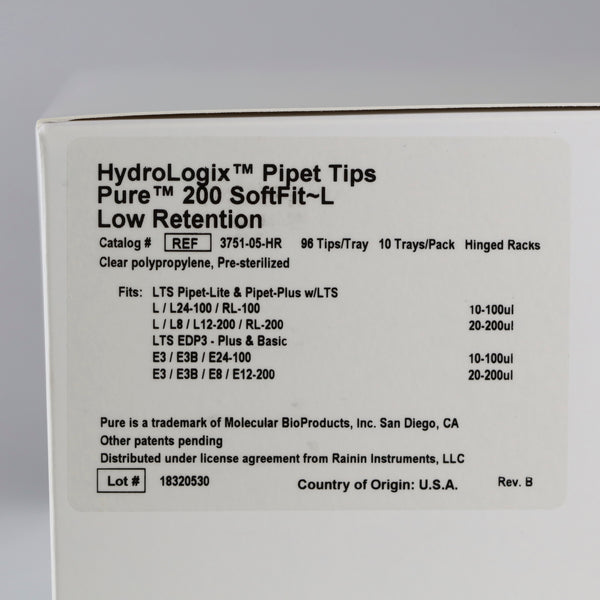 HydroLogix™ Pipet Tips
Pure™ 200 SoftFit~L
Low Retention
Catalog # REF 3751-05-HR 96 Tips/Tray 10 Trays/Pack Hinged Racks
Clear polypropylene, Pre-sterilized
Fits: LTS Pipet-Lite & Pipet-Plus w/LTS
L / L24-100 / RL-100 10-100ul
L / L8 / L12-200 / RL-200 20-200ul
LTS EDP3 - Plus & Basic
E3 / E3B / E24-100 10-100ul
E3 / E3B / E8 / E12-200 20-200ul
Pure is a trademark of Molecular BioProducts, Inc. San Diego, CA
Other patents pending
Distributed under license agreement from Rainin Instruments, LLC
Lot # 18320530 Country of Origin: U.S.A. Rev. B